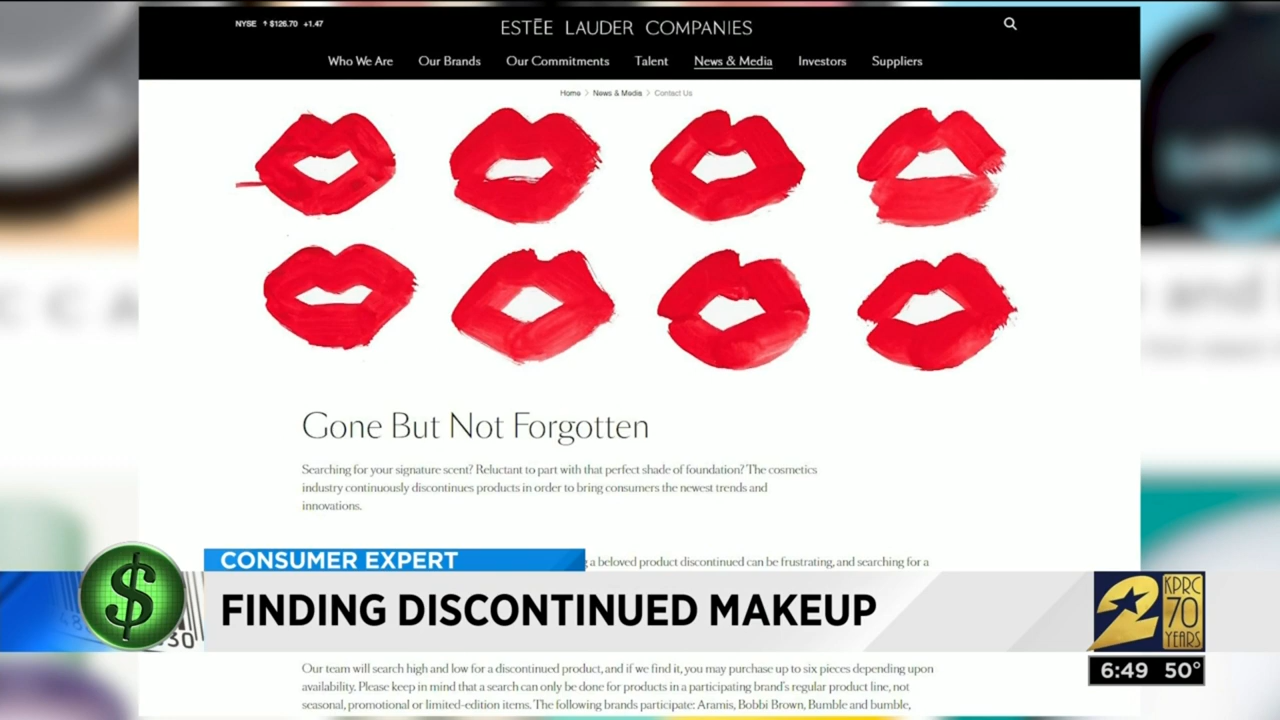 NYSE ↑ $126.70 +1.47
ESTĒE LAUDER COMPANIES
Who We Are Our Brands Our Commitments Talent News & Media Investors Suppliers
Home > News & Media > Contact Us
Gone But Not Forgotten
Searching for your signature scent? Reluctant to part with that perfect shade of foundation? The cosmetics
industry continuously discontinues products in order to bring consumers the newest trends and
innovations.
CONSUMER EXPERT
a beloved product discontinued can be frustrating, and searching for a
$
FINDING DISCONTINUED MAKEUP
2 KPRC
70
YEARS
6:49 50°
Our team will search high and low for a discontinued product, and if we find it, you may purchase up to six pieces depending upon
availability. Please keep in mind that a search can only be done for products in a participating brand's regular product line, not
seasonal, promotional or limited-edition items. The following brands participate: Aramis, Bobbi Brown, Bumble and bumble,